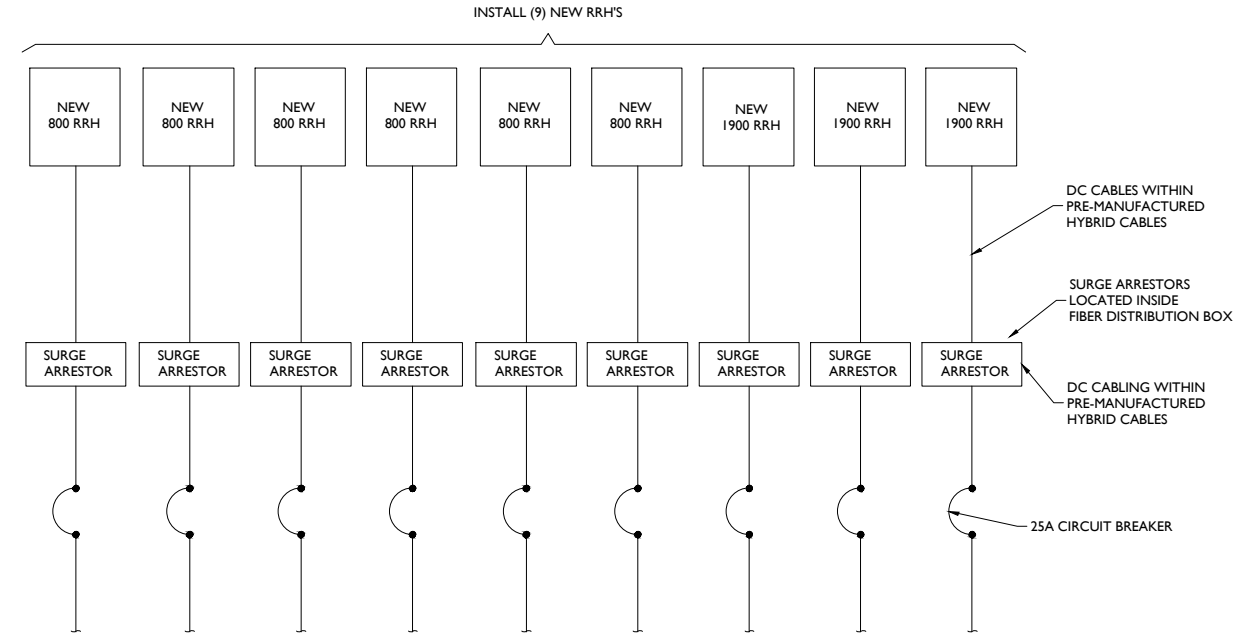 INSTALL (9) NEW RRH'S
NEW
800 RRH
NEW
800 RRH
NEW
800 RRH
NEW
800 RRH
NEW
800 RRH
NEW
800 RRH
NEW
1900 RRH
NEW
1900 RRH
NEW
1900 RRH
DC CABLES WITHIN
PRE-MANUFACTURED
HYBRID CABLES
SURGE ARRESTORS
LOCATED INSIDE
FIBER DISTRIBUTION BOX
SURGE
ARRESTOR
SURGE
ARRESTOR
SURGE
ARRESTOR
SURGE
ARRESTOR
SURGE
ARRESTOR
SURGE
ARRESTOR
SURGE
ARRESTOR
SURGE
ARRESTOR
SURGE
ARRESTOR
DC CABLING WITHIN
PRE-MANUFACTURED
HYBRID CABLES
25A CIRCUIT BREAKER